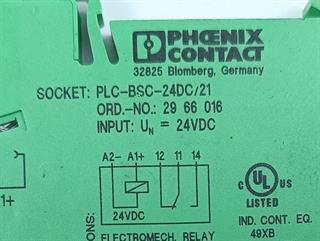 PHŒNIX
CONTACT
32825 Blomberg, Germany
SOCKET: PLC-BSC-24DC/21
ORD.-NO.: 29 66 016
INPUT: UN = 24VDC
A2- A1+ 12 11 14
24VDC
C UL US
LISTED
IND. CONT. EQ.
49XB
ELECTROMECH. RELAY